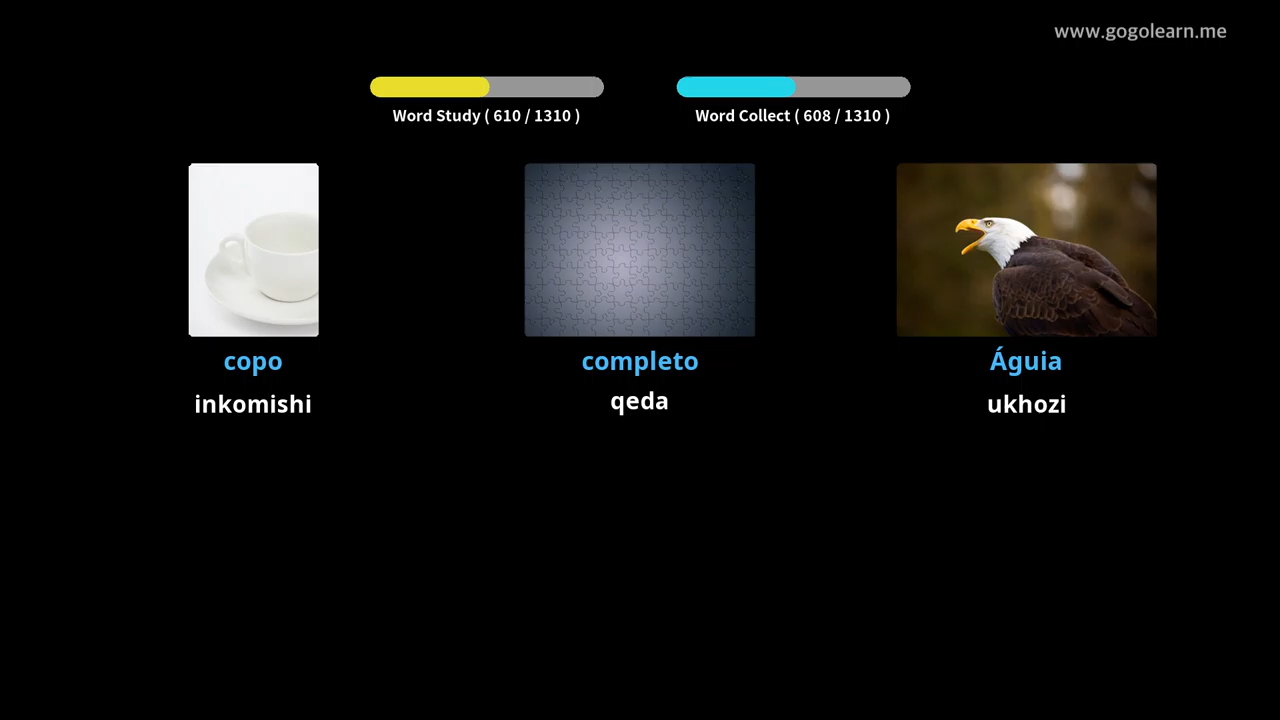 www.gogolearn.me
Word Study ( 610 / 1310 )
Word Collect ( 608 / 1310 )
copo
completo
Águia
inkomishi
qeda
ukhozi